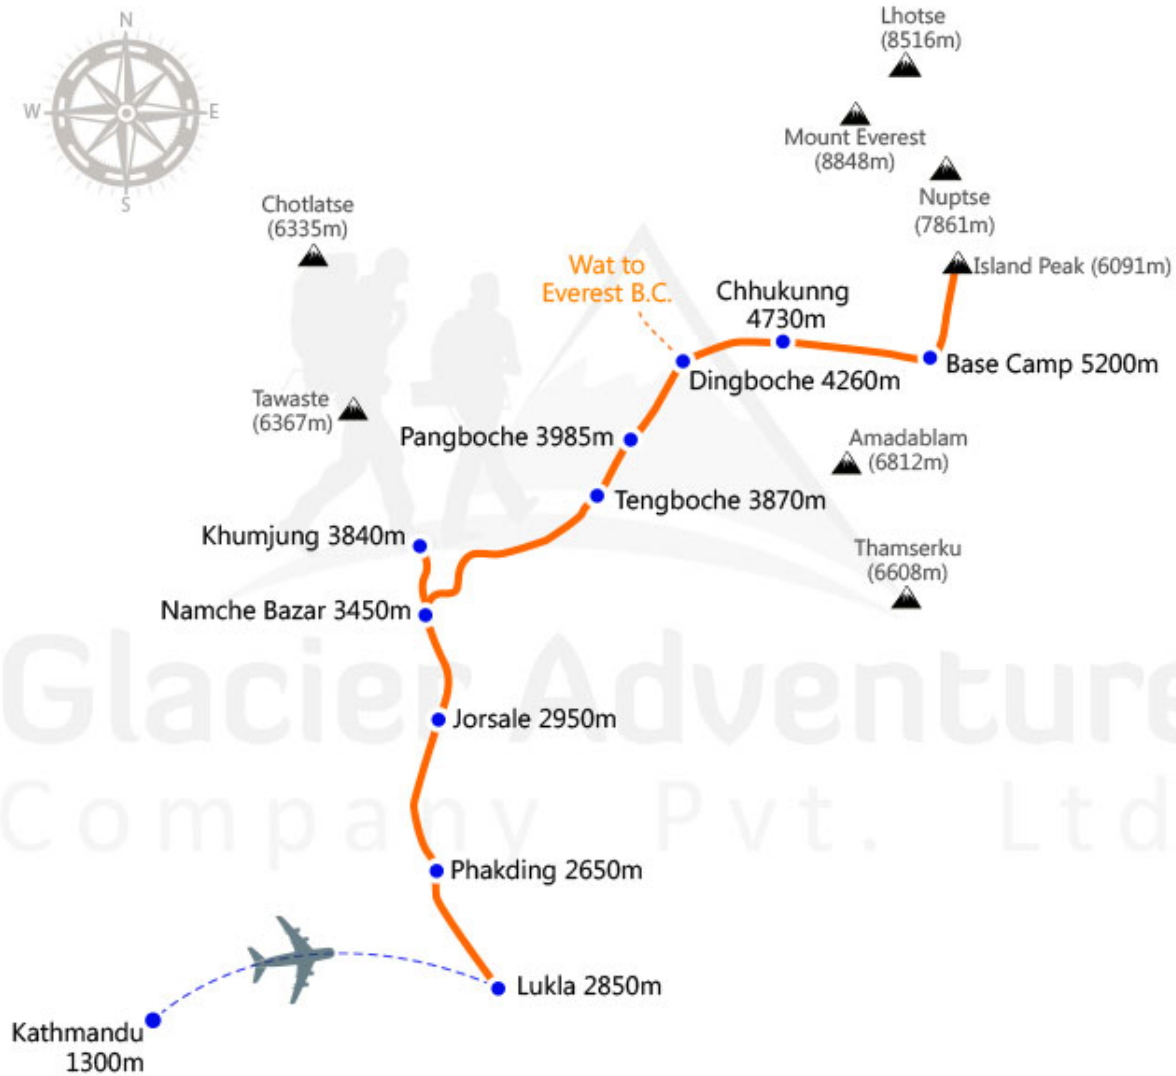 N
W
E
S
Lhotse
(8516m)
Mount Everest
(8848m)
Nuptse
(7861m)
Chotlatse
(6335m)
Island Peak (6091m)
Wat to
Everest B.C.
Chhukunng
4730m
Base Camp 5200m
Dingboche 4260m
Tawaste
(6367m)
Pangboche 3985m
Amadablam
(6812m)
Tengboche 3870m
Khumjung 3840m
Thamserku
(6608m)
Namche Bazar 3450m
Glacier Adventure
Jorsale 2950m
Company Pvt. Ltd
Phakding 2650m
Lukla 2850m
Kathmandu
1300m